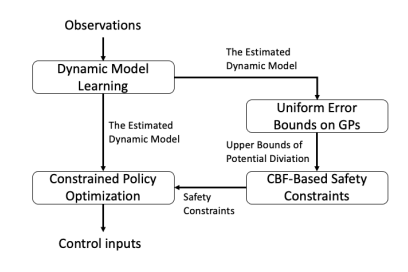 Observations
Dynamic Model
Learning
The Estimated
Dynamic Model
Uniform Error
Bounds on GPs
The Estimated
Dynamic Model
Upper Bounds of
Potential Diviation
Constrained Policy
Optimization
Safety
Constraints
CBF-Based Safety
Constraints
Control inputs